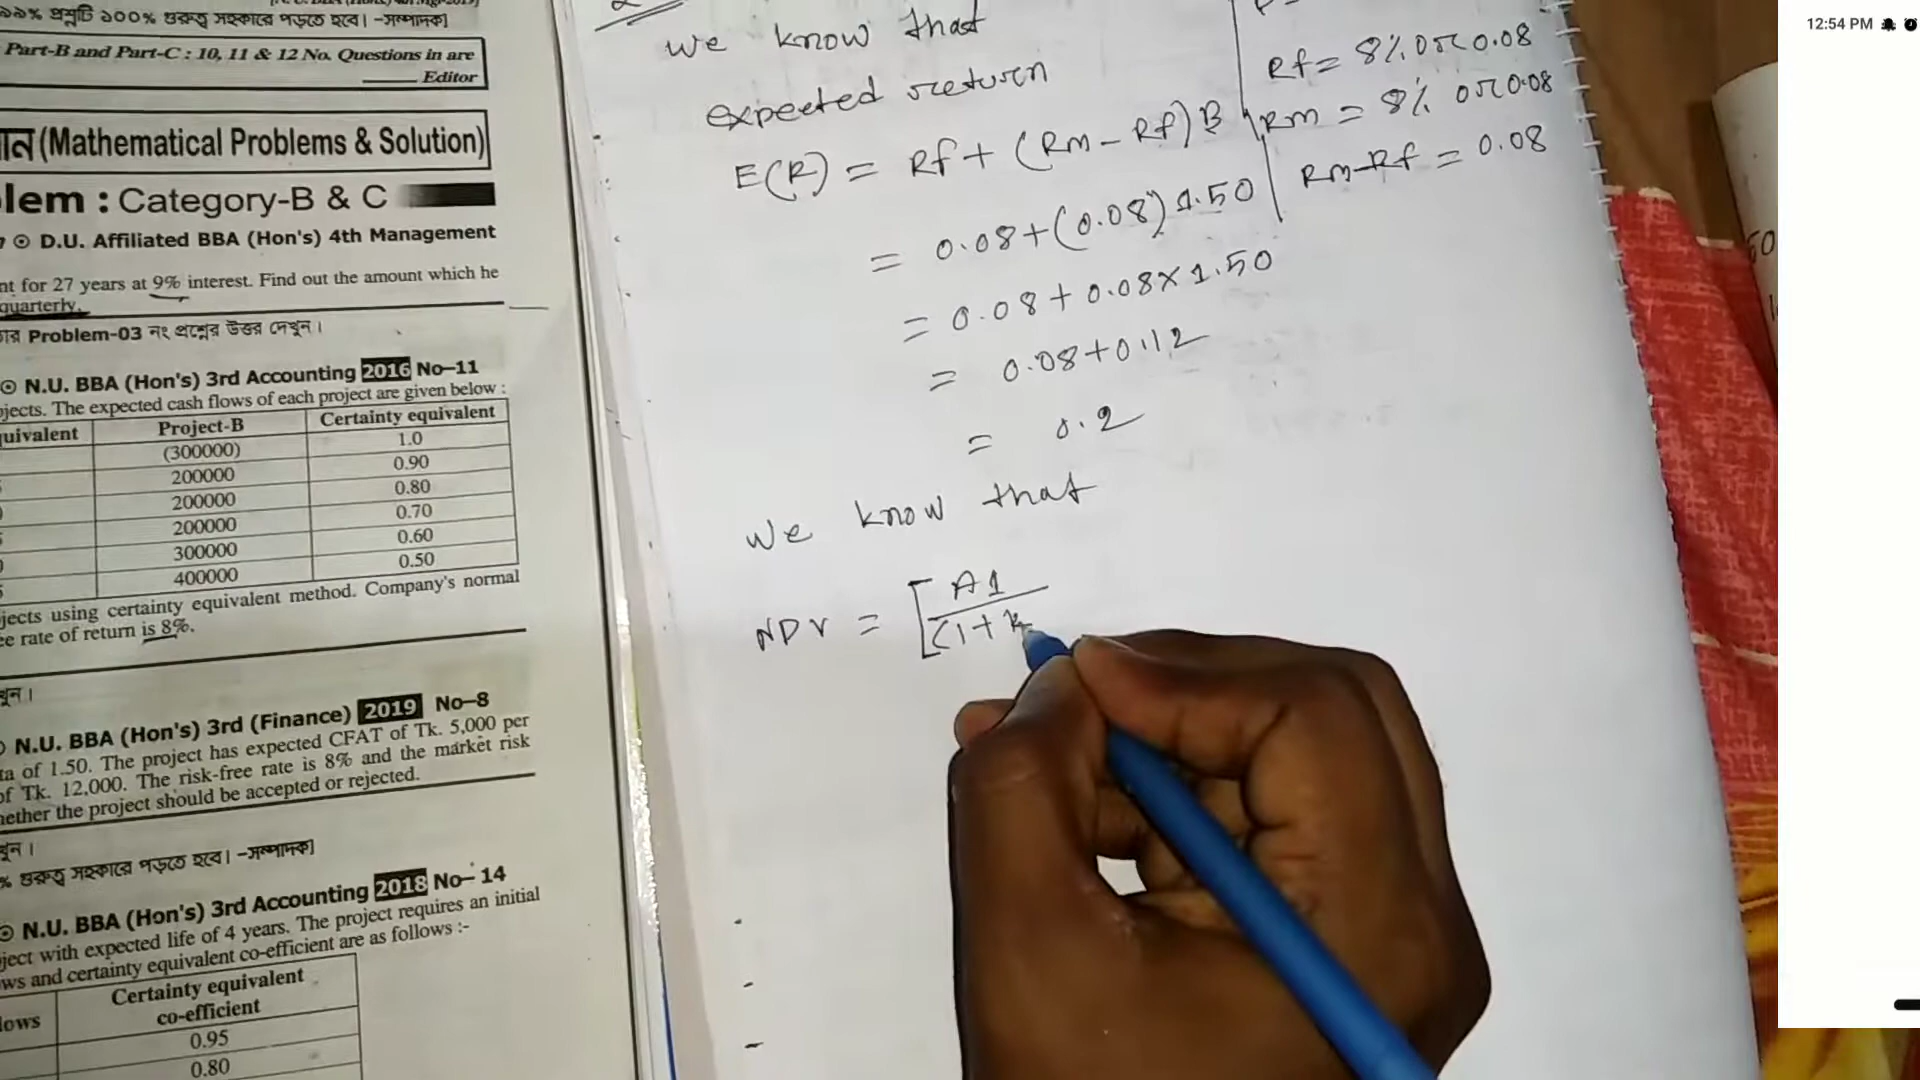 ১৯% প্রশ্নটি ১০০% গুরুত্ব সহকারে পড়তে হবে। –সম্পাদক]
Part-B and Part-C : 10, 11 & 12 No. Questions in are
Editor
(Mathematical Problems & Solution)
lem : Category-B & C
⊙ D.U. Affiliated BBA (Hon's) 4th Management
nt for 27 years at 9% interest. Find out the amount which he
quarterly.
Problem-03 নং প্রশ্নের উত্তর দেখুন।
⊙ N.U. BBA (Hon's) 3rd Accounting 2016 No–11
jects. The expected cash flows of each project are given below :
uivalent Project-B Certainty equivalent
(300000) 1.0
200000 0.90
200000 0.80
200000 0.70
300000 0.60
400000 0.50
jects using certainty equivalent method. Company's normal
ee rate of return is 8%.
খুন।
N.U. BBA (Hon's) 3rd (Finance) 2019 No–8
ta of 1.50. The project has expected CFAT of Tk. 5,000 per
of Tk. 12,000. The risk-free rate is 8% and the market risk
hether the project should be accepted or rejected.
খুন।
% গুরুত্ব সহকারে পড়তে হবে। –সম্পাদক]
⊙ N.U. BBA (Hon's) 3rd Accounting 2018 No– 14
ject with expected life of 4 years. The project requires an initial
ws and certainty equivalent co-efficient are as follows :-
lows Certainty equivalent
co-efficient
0.95
0.80
We know that
expected return
E(R) = Rf + (Rm – Rf) B
= 0.08+(0.08) 1.50
= 0.08 + 0.08×1.50
= 0.08+0.12
= 0.2
We know that
NPV = [A1
(1+k
Rf = 8% or 0.08
Rm = 8% or 0.08
Rm–Rf = 0.08
12:54 PM